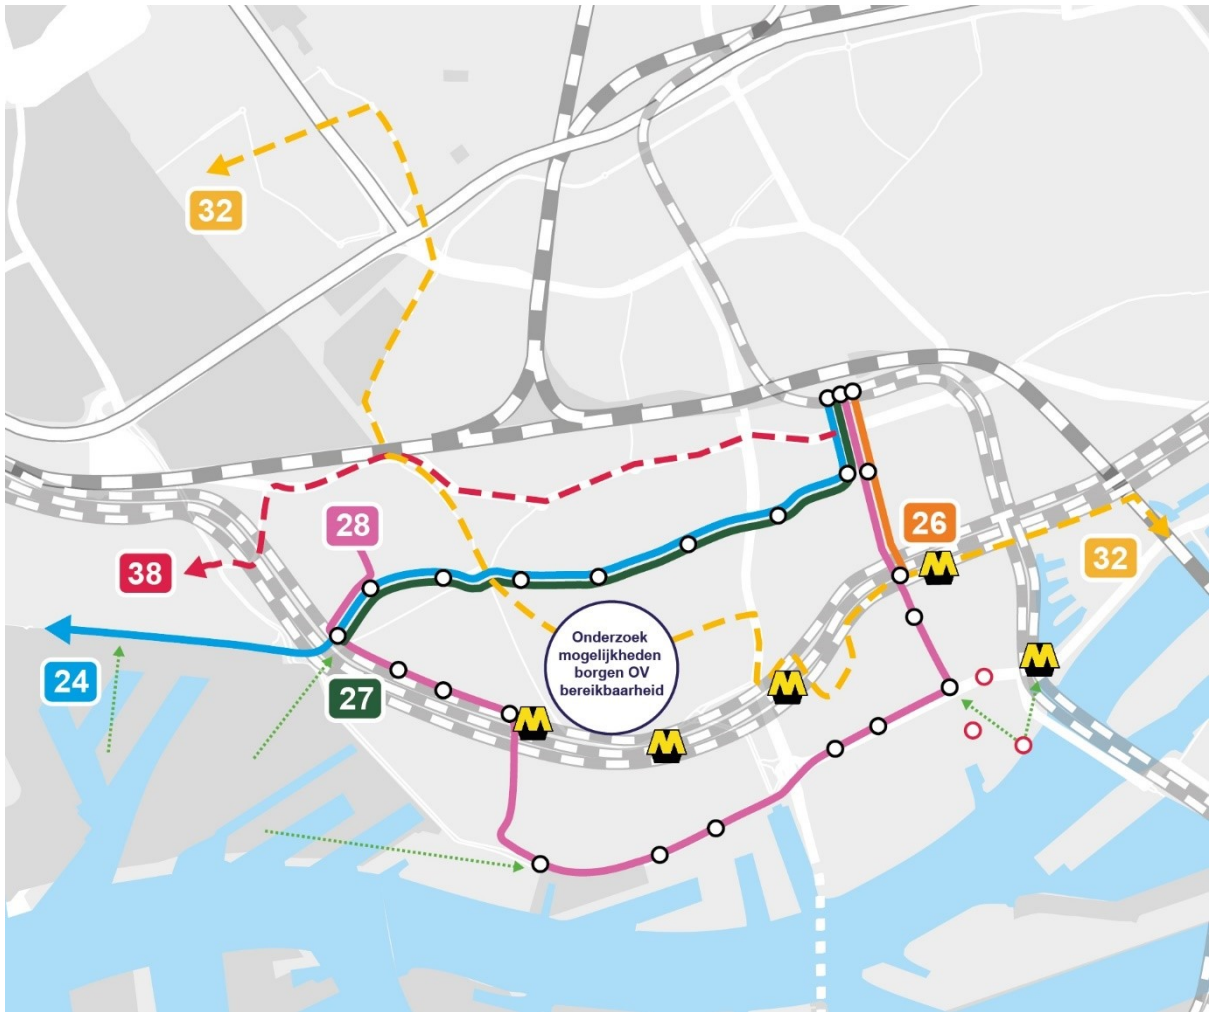 32
28
26
38
32
Onderzoek
mogelijkheden
borgen OV
bereikbaarheid
24
27
M
M
M
M
M